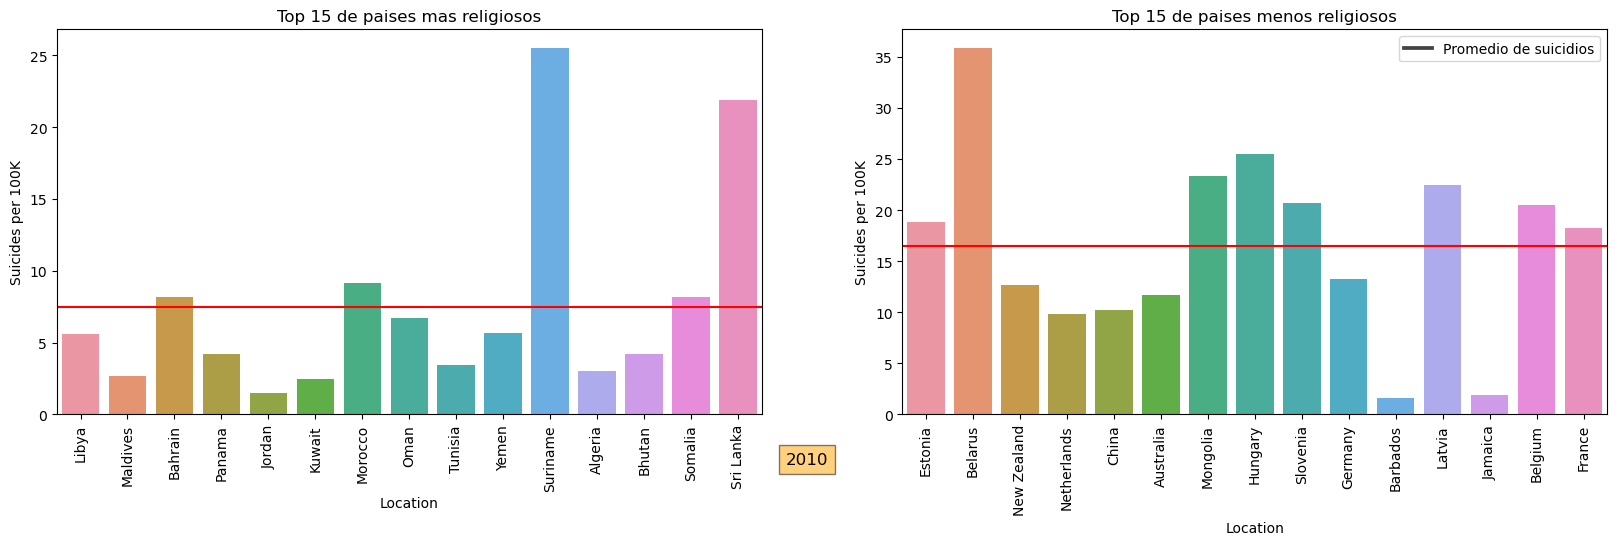 Top 15 de paises mas religiosos
Suicides per 100K
25
20
15
10
5
0
Libya
Maldives
Bahrain
Panama
Jordan
Kuwait
Morocco
Oman
Tunisia
Yemen
Suriname
Algeria
Bhutan
Somalia
Sri Lanka
Location
2010
Top 15 de paises menos religiosos
Promedio de suicidios
Suicides per 100K
35
30
25
20
15
10
5
0
Estonia
Belarus
New Zealand
Netherlands
China
Australia
Mongolia
Hungary
Slovenia
Germany
Barbados
Latvia
Jamaica
Belgium
France
Location